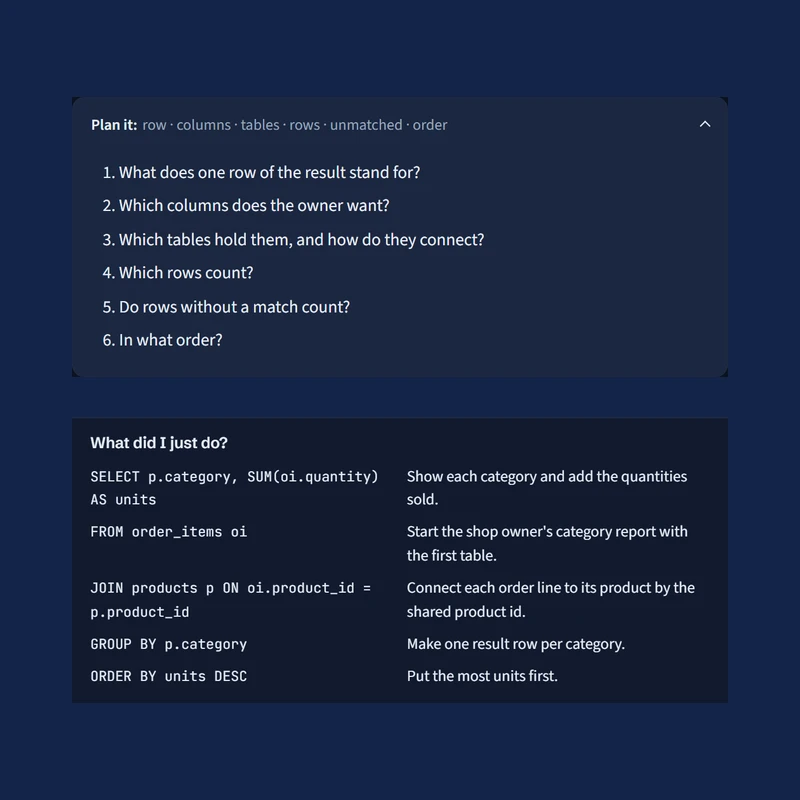 Plan it: row · columns · tables · rows · unmatched · order
1. What does one row of the result stand for?
2. Which columns does the owner want?
3. Which tables hold them, and how do they connect?
4. Which rows count?
5. Do rows without a match count?
6. In what order?
What did I just do?
SELECT p.category, SUM(oi.quantity)
AS units
Show each category and add the quantities
sold.
FROM order_items oi
Start the shop owner's category report with
the first table.
JOIN products p ON oi.product_id =
p.product_id
Connect each order line to its product by the
shared product id.
GROUP BY p.category
Make one result row per category.
ORDER BY units DESC
Put the most units first.